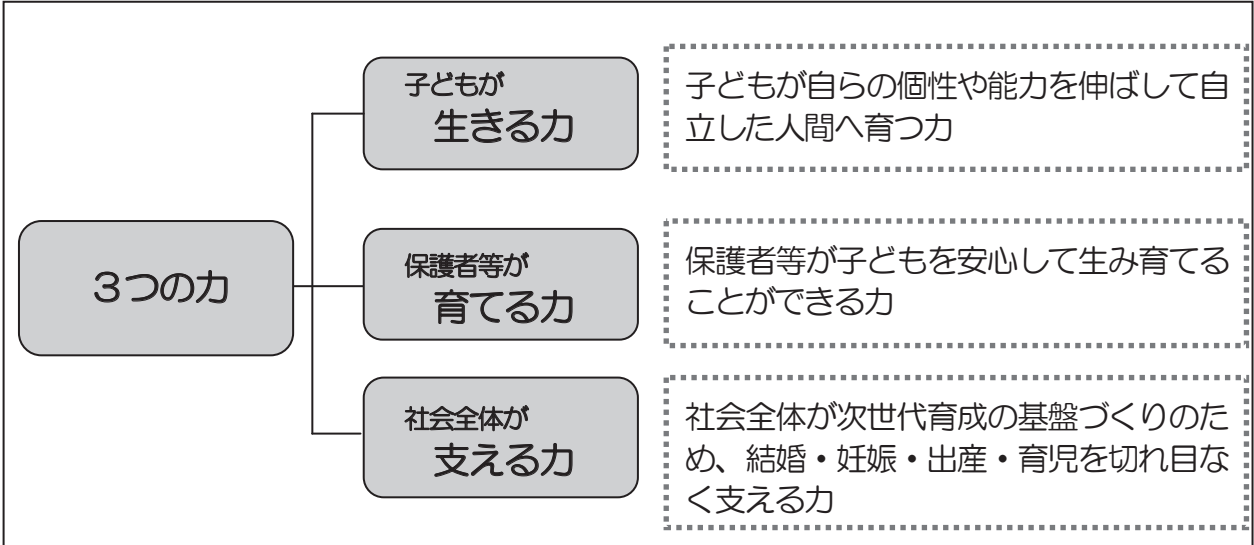 ３つの力
子どもが
生きる力
子どもが自らの個性や能力を伸ばして自
立した人間へ育つ力
保護者等が
育てる力
保護者等が子どもを安心して生み育てる
ことができる力
社会全体が
支える力
社会全体が次世代育成の基盤づくりのた
め、結婚・妊娠・出産・育児を切れ目な
く支える力